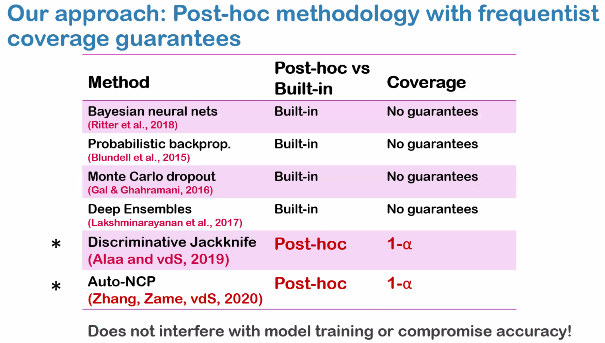 Our approach: Post-hoc methodology with frequentist
coverage guarantees
Method Post-hoc vs Built-in Coverage
Bayesian neural nets Built-in No guarantees
(Ritter et al., 2018)
Probabilistic backprop. Built-in No guarantees
(Blundell et al., 2015)
Monte Carlo dropout Built-in No guarantees
(Gal & Ghahramani, 2016)
Deep Ensembles Built-in No guarantees
(Lakshminarayanan et al., 2017)
* Discriminative Jackknife Post-hoc 1-α
(Alaa and vdS, 2019)
* Auto-NCP Post-hoc 1-α
(Zhang, Zame, vdS, 2020)
Does not interfere with model training or compromise accuracy!